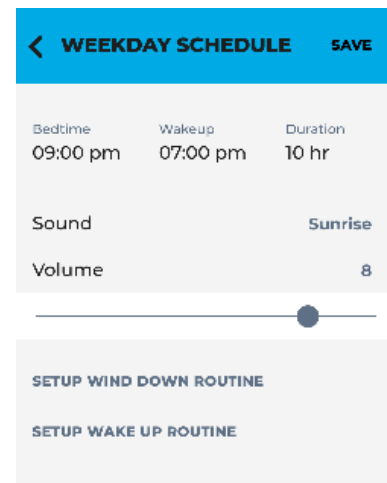 WEEKDAY SCHEDULE SAVE
Bedtime Wakeup Duration
09:00 pm 07:00 pm 10 hr
Sound Sunrise
Volume 8
SETUP WIND DOWN ROUTINE
SETUP WAKE UP ROUTINE